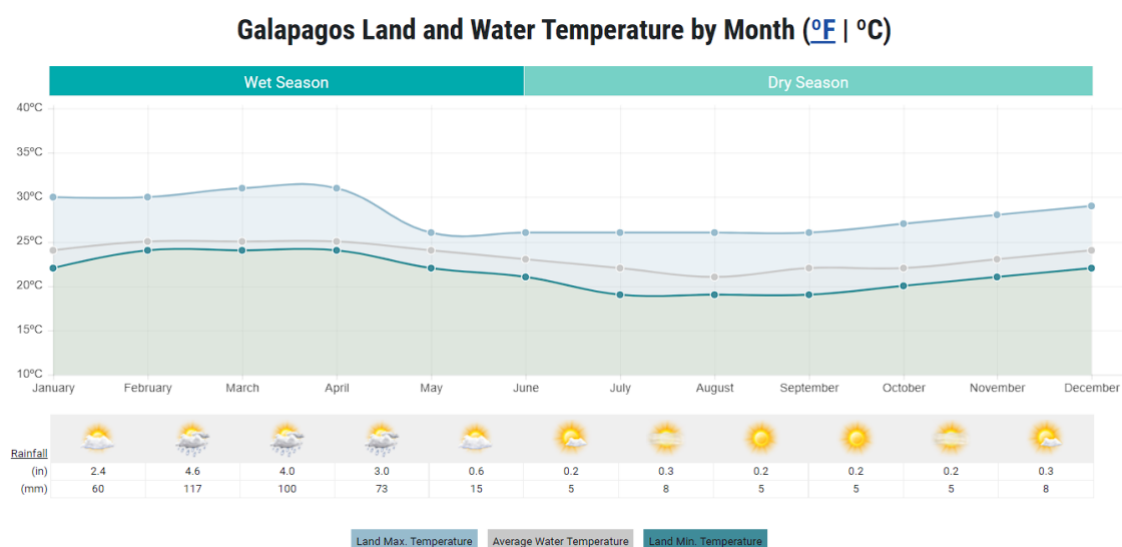 Galapagos Land and Water Temperature by Month (ºF | ºC)
Wet Season Dry Season
40ºC
35ºC
30ºC
25ºC
20ºC
15ºC
10ºC
January February March April May June July August September October November December
Rainfall
(in) 2.4 4.6 4.0 3.0 0.6 0.2 0.3 0.2 0.2 0.2 0.3
(mm) 60 117 100 73 15 5 8 5 5 5 8
Land Max. Temperature Average Water Temperature Land Min. Temperature